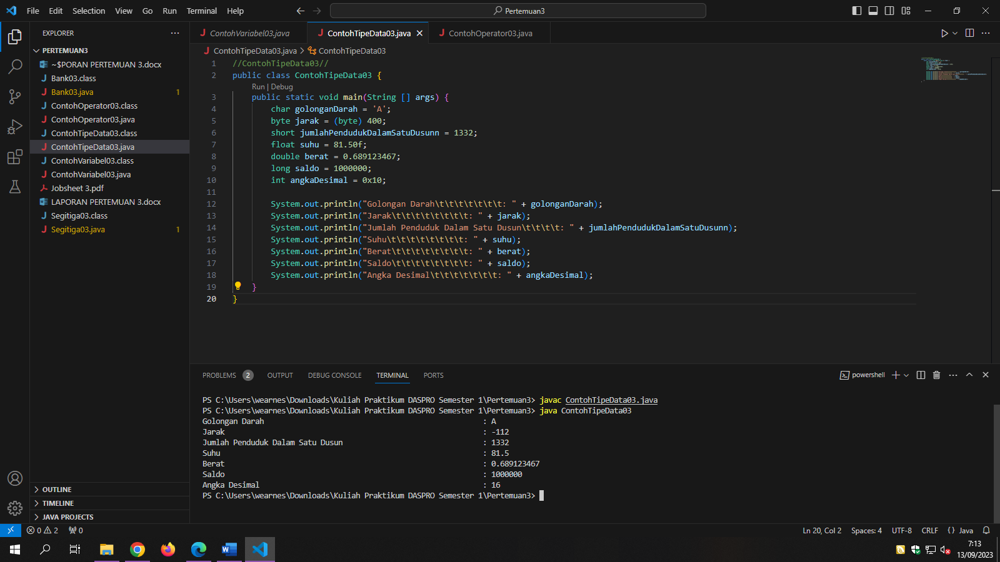 File Edit Selection View Go Run Terminal Help Pertemuan3
EXPLORER
PERTEMUAN3
~$PORAN PERTEMUAN 3.docx
Bank03.class
Bank03.java 1
ContohOperator03.class
ContohOperator03.java
ContohTipeData03.class
ContohTipeData03.java
ContohVariabel03.class
ContohVariabel03.java
Jobsheet 3.pdf
LAPORAN PERTEMUAN 3.docx
Segitiga03.class
Segitiga03.java 1
OUTLINE
TIMELINE
JAVA PROJECTS
ContohVariabel03.java ContohTipeData03.java ContohOperator03.java
ContohTipeData03.java > ContohTipeData03
1 //ContohTipeData03//
2 public class ContohTipeData03 {
Run | Debug
3 public static void main(String [] args) {
4 char golonganDarah = 'A';
5 byte jarak = (byte) 400;
6 short jumlahPendudukDalamSatuDusunn = 1332;
7 float suhu = 81.50f;
8 double berat = 0.689123467;
9 long saldo = 1000000;
10 int angkaDesimal = 0x10;
11
12 System.out.println("Golongan Darah\t\t\t\t\t\t\t: " + golonganDarah);
13 System.out.println("Jarak\t\t\t\t\t\t\t\t: " + jarak);
14 System.out.println("Jumlah Penduduk Dalam Satu Dusun\t\t\t\t: " + jumlahPendudukDalamSatuDusunn);
15 System.out.println("Suhu\t\t\t\t\t\t\t\t: " + suhu);
16 System.out.println("Berat\t\t\t\t\t\t\t\t: " + berat);
17 System.out.println("Saldo\t\t\t\t\t\t\t\t: " + saldo);
18 System.out.println("Angka Desimal\t\t\t\t\t\t\t: " + angkaDesimal);
19 }
20 }
PROBLEMS 2 OUTPUT DEBUG CONSOLE TERMINAL PORTS powershell
PS C:\Users\wearnes\Downloads\Kuliah Praktikum DASPRO Semester 1\Pertemuan3> javac ContohTipeData03.java
PS C:\Users\wearnes\Downloads\Kuliah Praktikum DASPRO Semester 1\Pertemuan3> java ContohTipeData03
Golongan Darah : A
Jarak : -112
Jumlah Penduduk Dalam Satu Dusun : 1332
Suhu : 81.5
Berat : 0.689123467
Saldo : 1000000
Angka Desimal : 16
PS C:\Users\wearnes\Downloads\Kuliah Praktikum DASPRO Semester 1\Pertemuan3>
0 2 0 Ln 20, Col 2 Spaces: 4 UTF-8 CRLF {} Java
7:13
13/09/2023